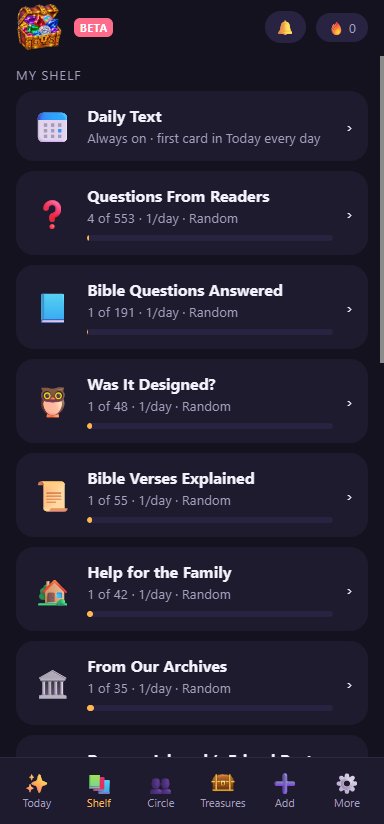 BETA
0
MY SHELF
Daily Text
Always on · first card in Today every day
Questions From Readers
4 of 553 · 1/day · Random
Bible Questions Answered
1 of 191 · 1/day · Random
Was It Designed?
1 of 48 · 1/day · Random
Bible Verses Explained
1 of 55 · 1/day · Random
Help for the Family
1 of 42 · 1/day · Random
From Our Archives
1 of 35 · 1/day · Random
Today
Shelf
Circle
Treasures
Add
More